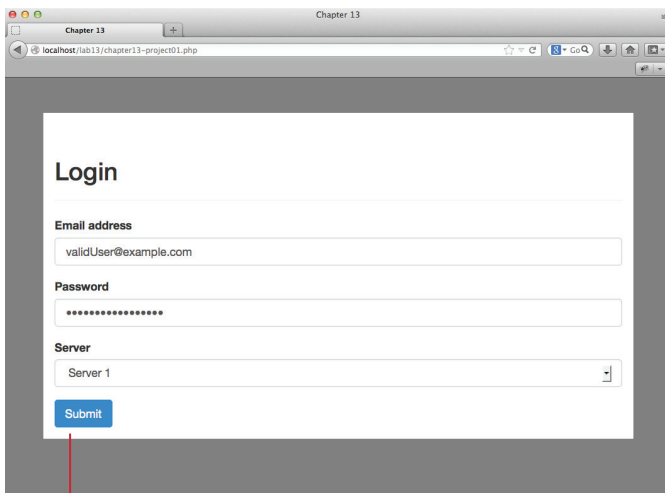 Chapter 13
Chapter 13
localhost/lab13/chapter13-project01.php
Login
Email address
validUser@example.com
Password
Server
Server 1
Submit